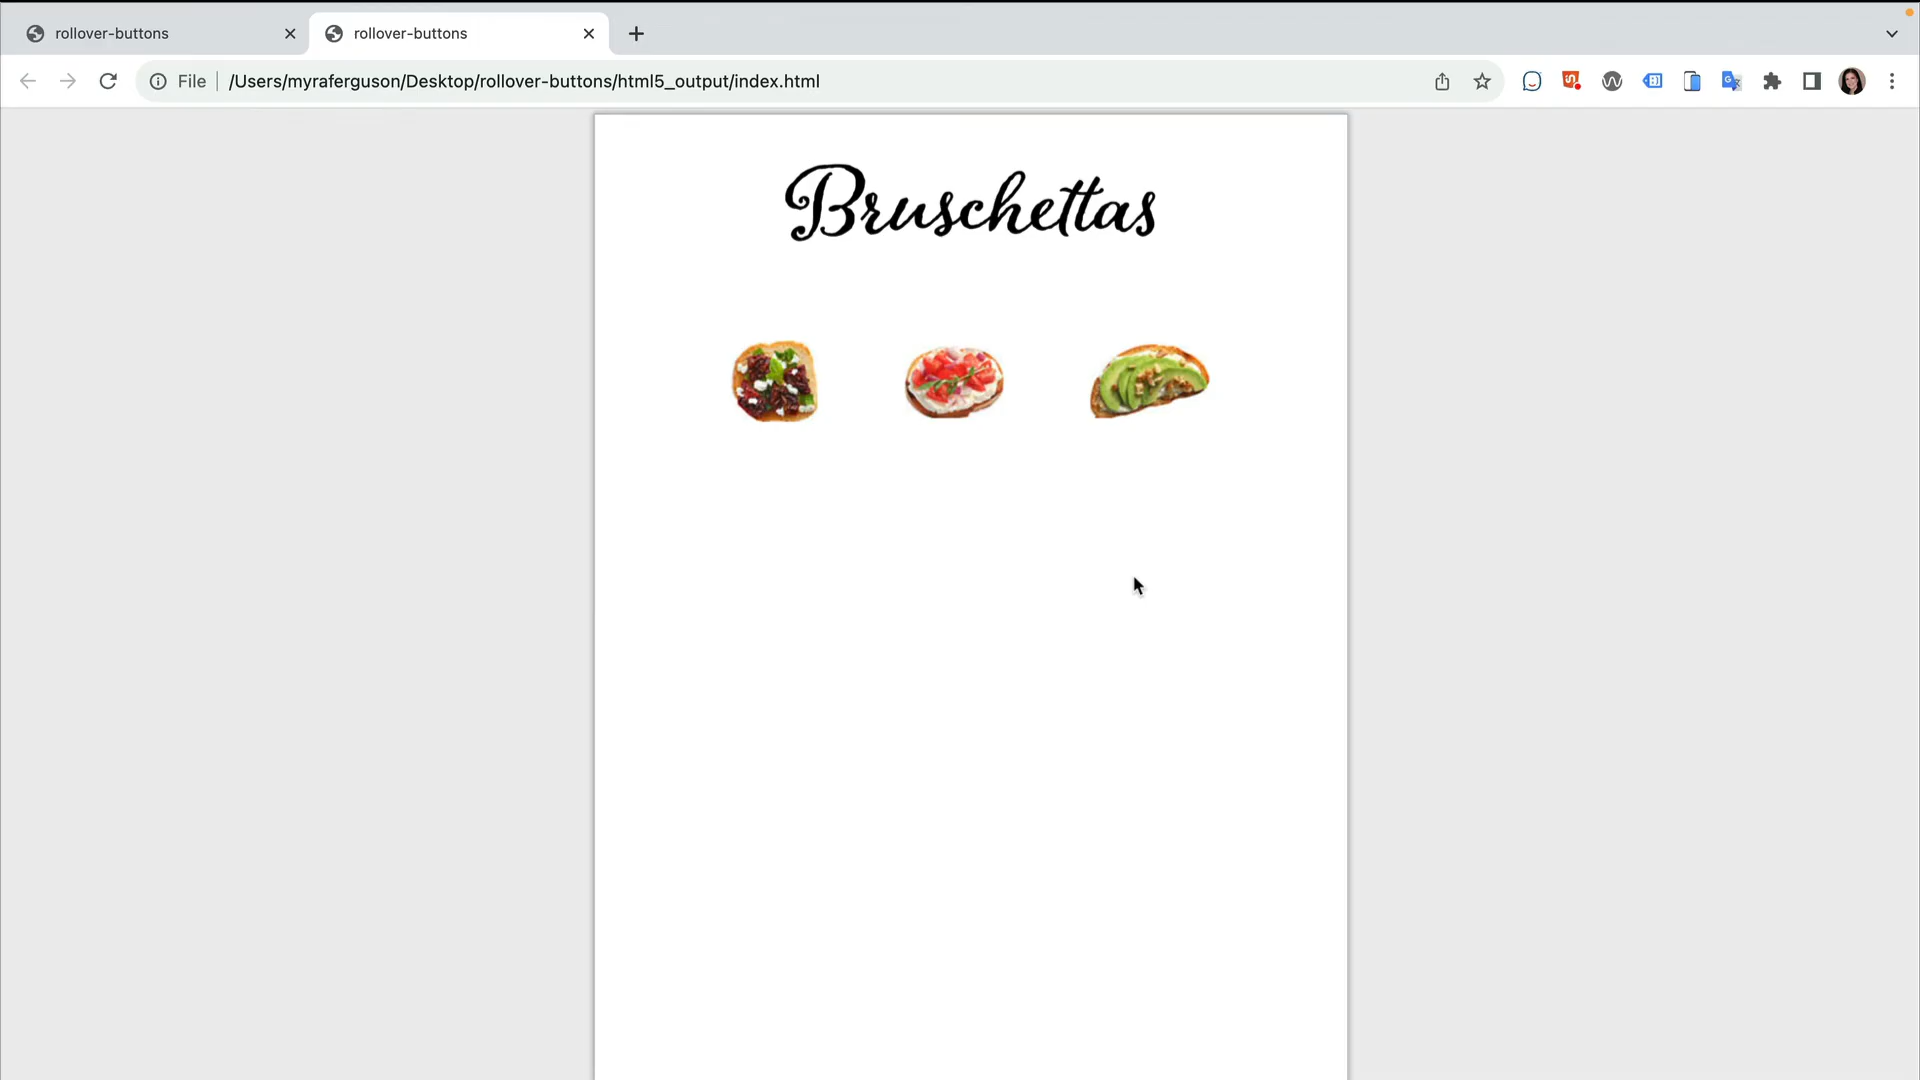 rollover-buttons
rollover-buttons
File
/Users/myraferguson/Desktop/rollover-buttons/html5_output/index.html
Bruschettas